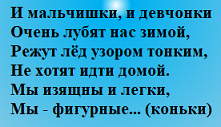 И мальчишки, и девчонки
Очень лубят нас зимой,
Режут лёд узором тонким,
Не хотят идти домой.
Мы изящны и легки,
Мы - фигурные... (коньки)